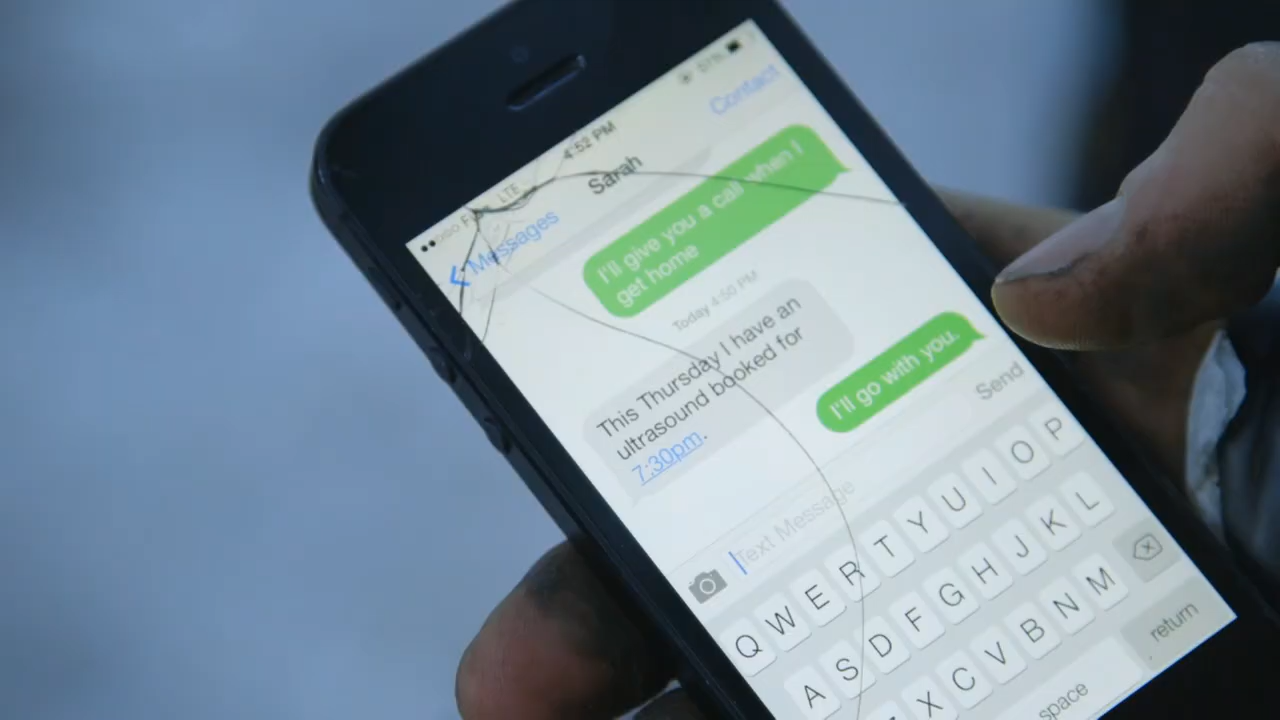 LTE 4:52 PM
Messages Sarah Contact
I'll give you a call when I
get home
Today 4:50 PM
This Thursday I have an
ultrasound booked for
7:30pm.
I'll go with you.
Text Message Send
Q W E R T Y U I O P
A S D F G H J K L
X C V B N M
space return